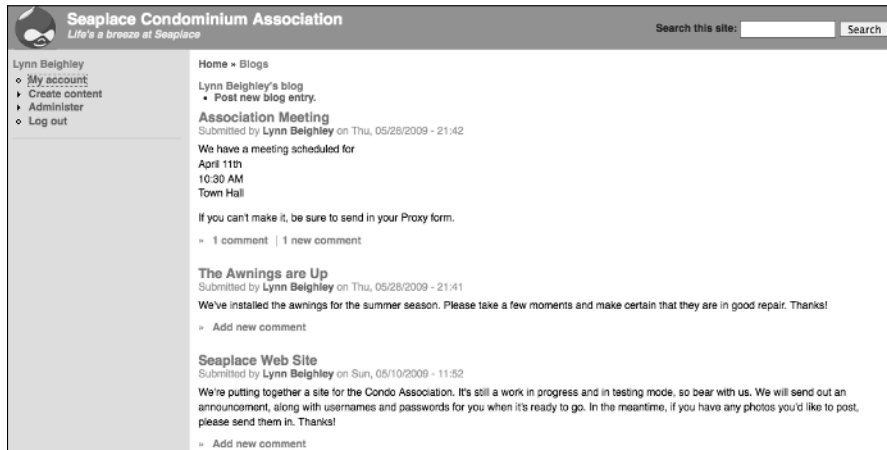 Seaplace Condominium Association
Life's a breeze at Seaplace
Search this site:
Search
Lynn Beighley
My account
Create content
Administer
Log out
Home » Blogs
Lynn Beighley's blog
• Post new blog entry.
Association Meeting
Submitted by Lynn Beighley on Thu, 05/28/2009 - 21:42
We have a meeting scheduled for
April 11th
10:30 AM
Town Hall
If you can't make it, be sure to send in your Proxy form.
» 1 comment | 1 new comment
The Awnings are Up
Submitted by Lynn Beighley on Thu, 05/28/2009 - 21:41
We've installed the awnings for the summer season. Please take a few moments and make certain that they are in good repair. Thanks!
» Add new comment
Seaplace Web Site
Submitted by Lynn Beighley on Sun, 05/10/2009 - 11:52
We're putting together a site for the Condo Association. It's still a work in progress and in testing mode, so bear with us. We will send out an
announcement, along with usernames and passwords for you when it's ready to go. In the meantime, if you have any photos you'd like to post,
please send them in. Thanks!
» Add new comment